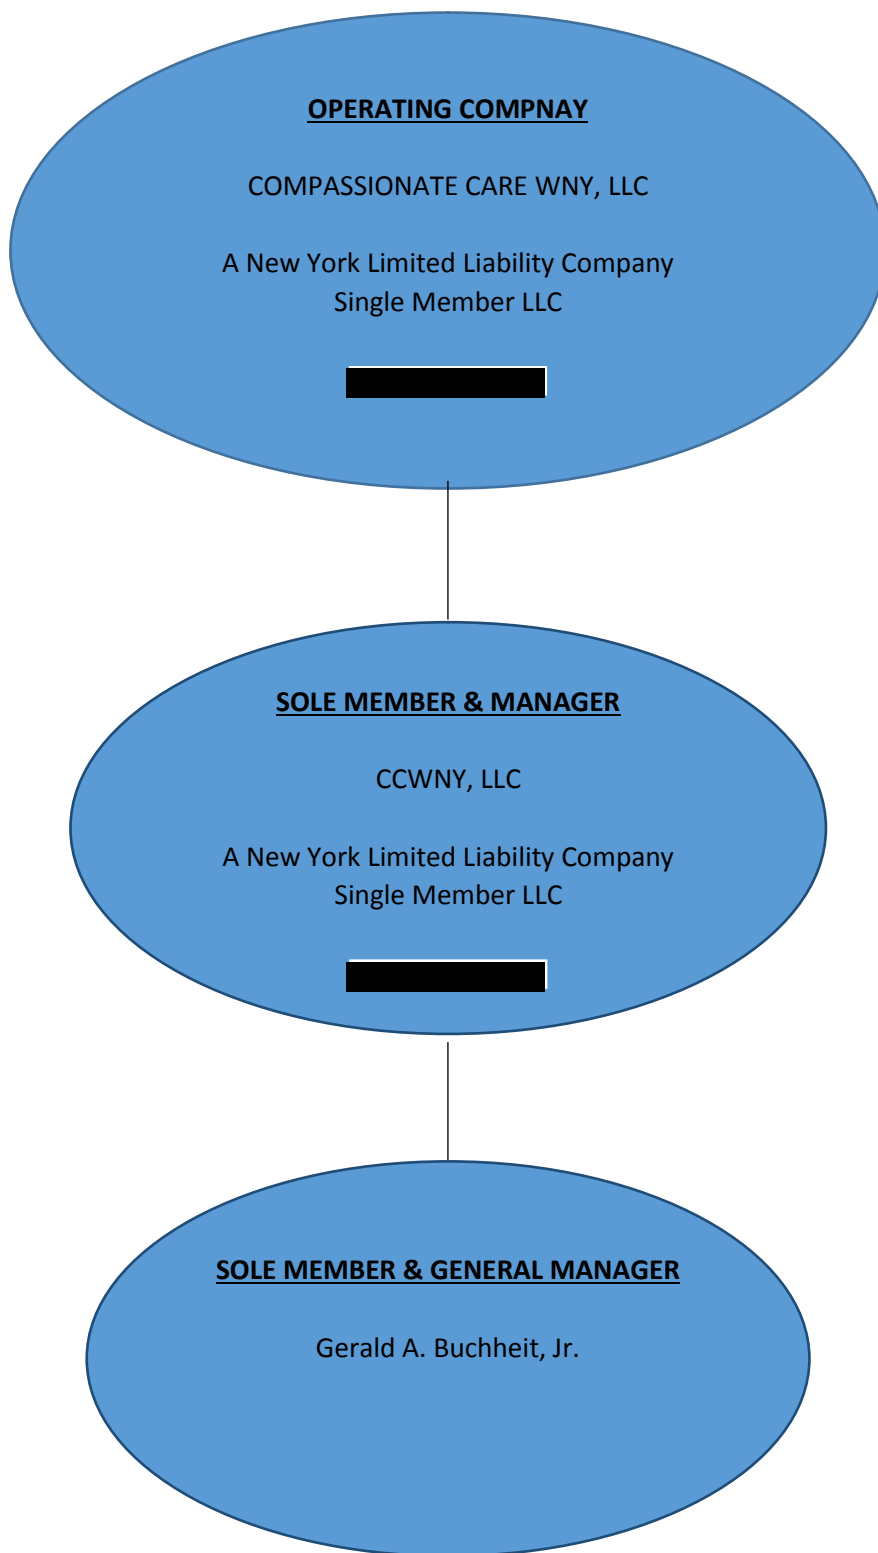 OPERATING COMPNAY
COMPASSIONATE CARE WNY, LLC
A New York Limited Liability Company
Single Member LLC
SOLE MEMBER & MANAGER
CCWNY, LLC
A New York Limited Liability Company
Single Member LLC
SOLE MEMBER & GENERAL MANAGER
Gerald A. Buchheit, Jr.